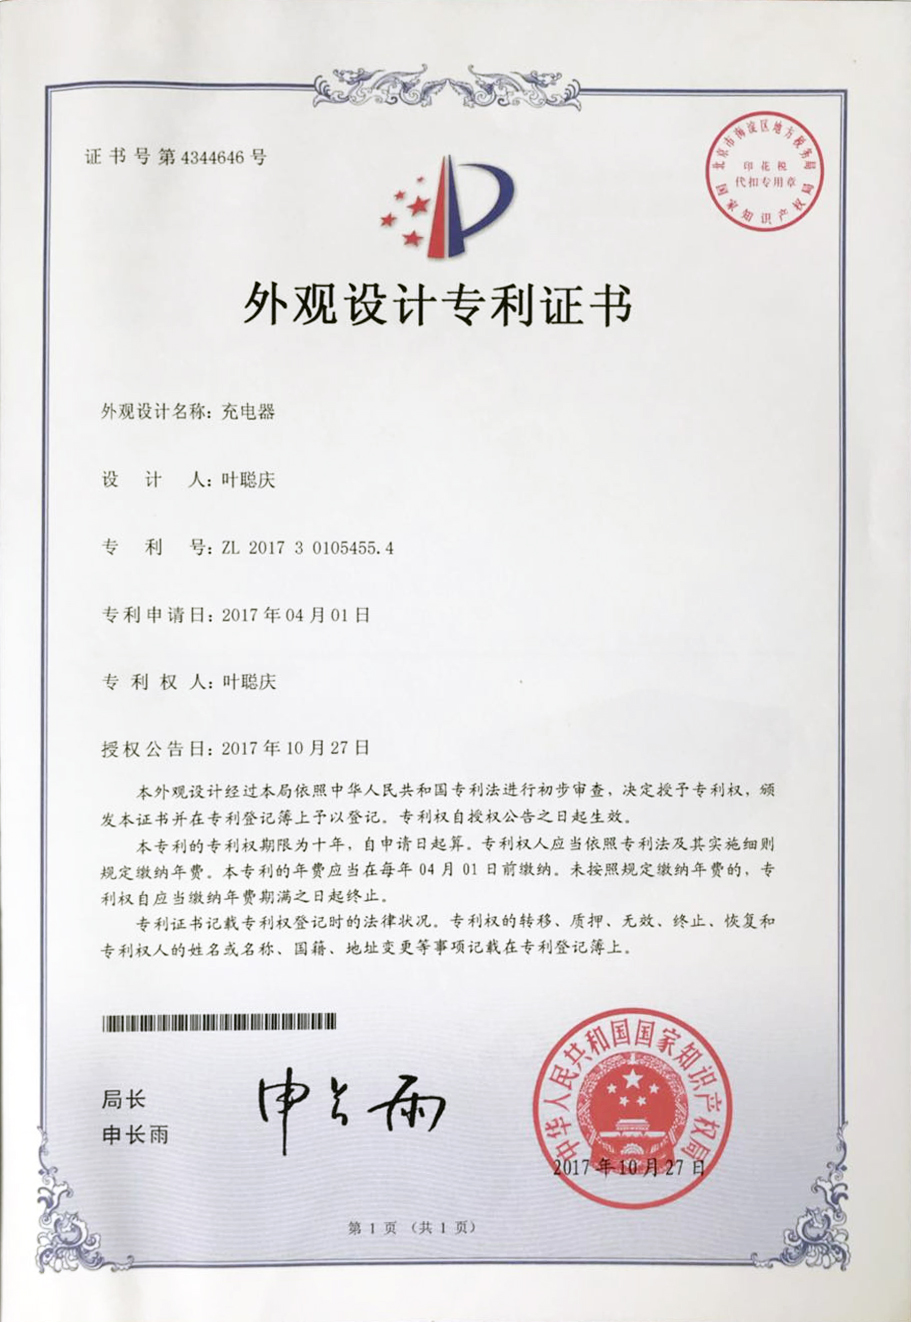 证书号第4344646号
北京市海淀区地方税务局
印花税
代扣专用章
国家知识产权局
外观设计专利证书
外观设计名称：充电器
设计人：叶聪庆
专利号：ZL 2017 3 0105455.4
专利申请日：2017年04月01日
专利权人：叶聪庆
授权公告日：2017年10月27日
本外观设计经过本局依照中华人民共和国专利法进行初步审查，决定授予专利权，颁
发本证书并在专利登记簿上予以登记。专利权自授权公告之日起生效。
本专利的专利权期限为十年，自申请日起算。专利权人应当依照专利法及其实施细则
规定缴纳年费。本专利的年费应当在每年04月01日前缴纳。未按照规定缴纳年费的，专
利权自应当缴纳年费期满之日起终止。
专利证书记载专利权登记时的法律状况。专利权的转移、质押、无效、终止、恢复和
专利权人的姓名或名称、国籍、地址变更等事项记载在专利登记簿上。
局长
申长雨
申长雨
中华人民共和国国家知识产权局
2017年10月27日
第1页（共1页）